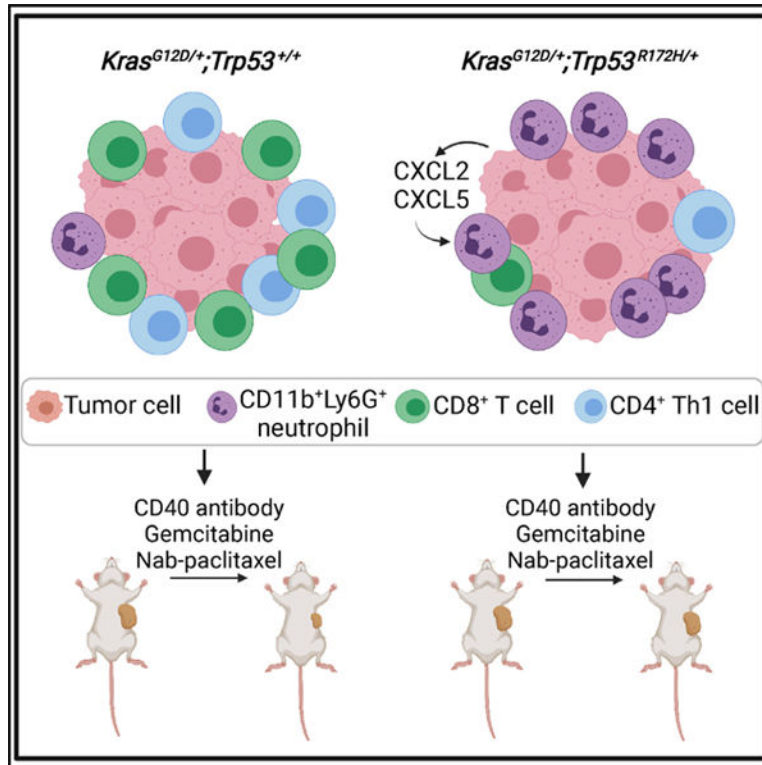 Kras^G12D/+;Trp53^+/+
Kras^G12D/+;Trp53^R172H/+
CXCL2
CXCL5
Tumor cell
CD11b⁺Ly6G⁺
neutrophil
CD8⁺ T cell
CD4⁺ Th1 cell
CD40 antibody
Gemcitabine
Nab-paclitaxel
CD40 antibody
Gemcitabine
Nab-paclitaxel